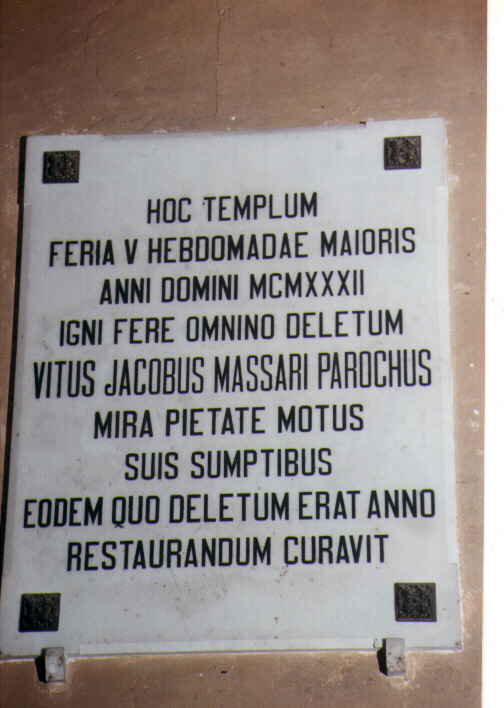 HOC TEMPLUM
FERIA V HEBDOMADAE MAIORIS
ANNI DOMINI MCMXXXII
IGNI FERE OMNINO DELETUM
VITUS JACOBUS MASSARI PAROCHUS
MIRA PIETATE MOTUS
SUIS SUMPTIBUS
EODEM QUO DELETUM ERAT ANNO
RESTAURANDUM CURAVIT